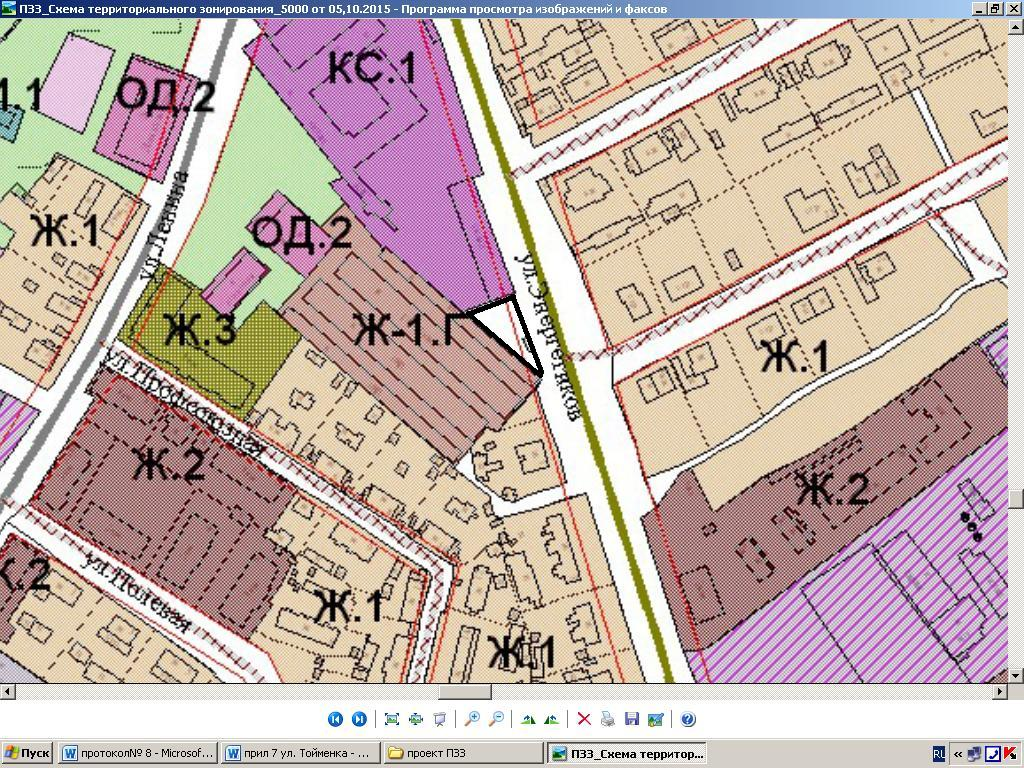 ПЗЗ_Схема территориального зонирования_5000 от 05,10.2015 - Программа просмотра изображений и факсов
КС.1
ОД.2
ул.Ленина
Ж.1
ОД.2
ул.Энергетиков
Ж.3
Ж-1.Г
Ж.1
ул.Профсоюзная
Ж.2
Ж.2
ул.Полевая
Ж.1
Ж.1
Пуск
протокол№ 8 - Microsof...
прил 7 ул. Тойменка - ...
проект ПЗЗ
ПЗЗ_Схема территор...
RL